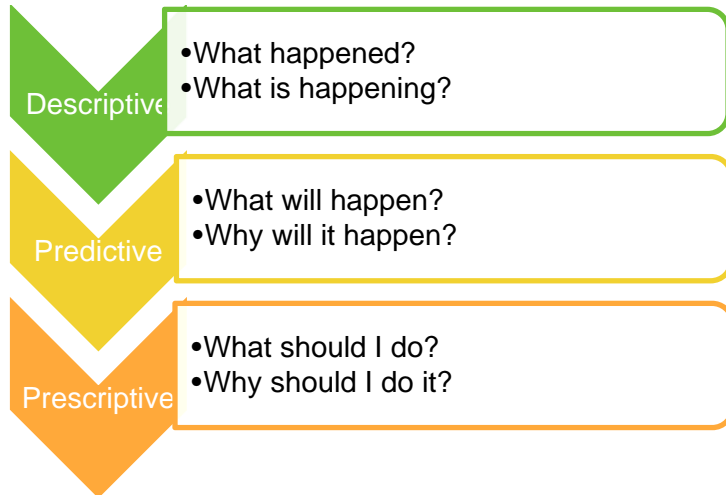 Descriptive
•What happened?
•What is happening?
Predictive
•What will happen?
•Why will it happen?
Prescriptive
•What should I do?
•Why should I do it?